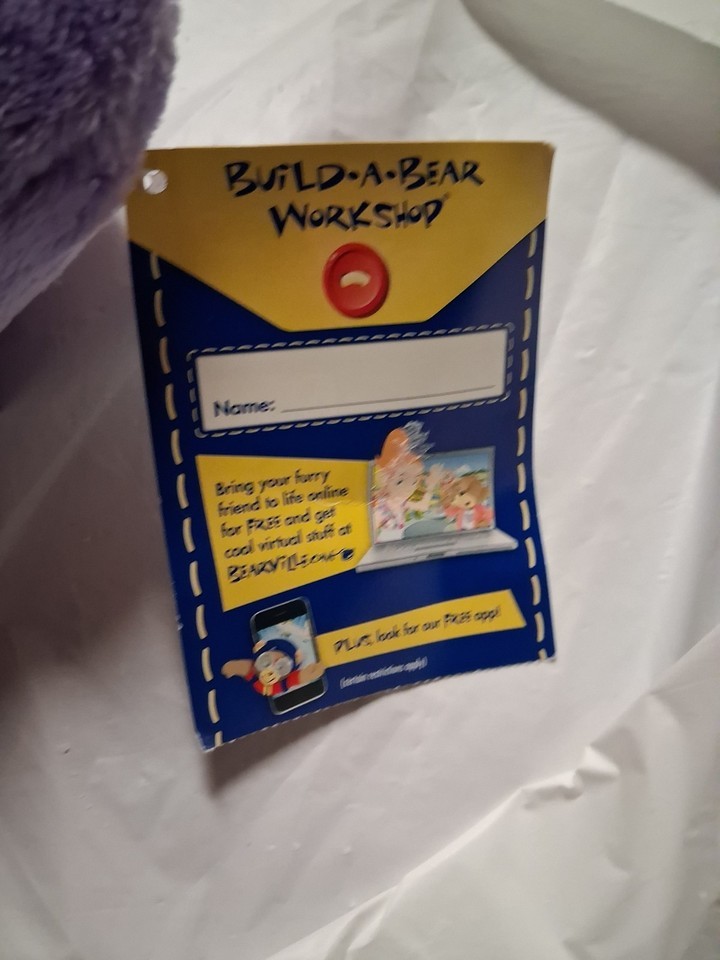 BUILD•A•BEAR
WORKSHOP®
Name:
Bring your furry
friend to life online
for FREE and get
cool virtual stuff at
BEARVILLE.COM
PLUS, look for our FREE app!
(certain restrictions apply)